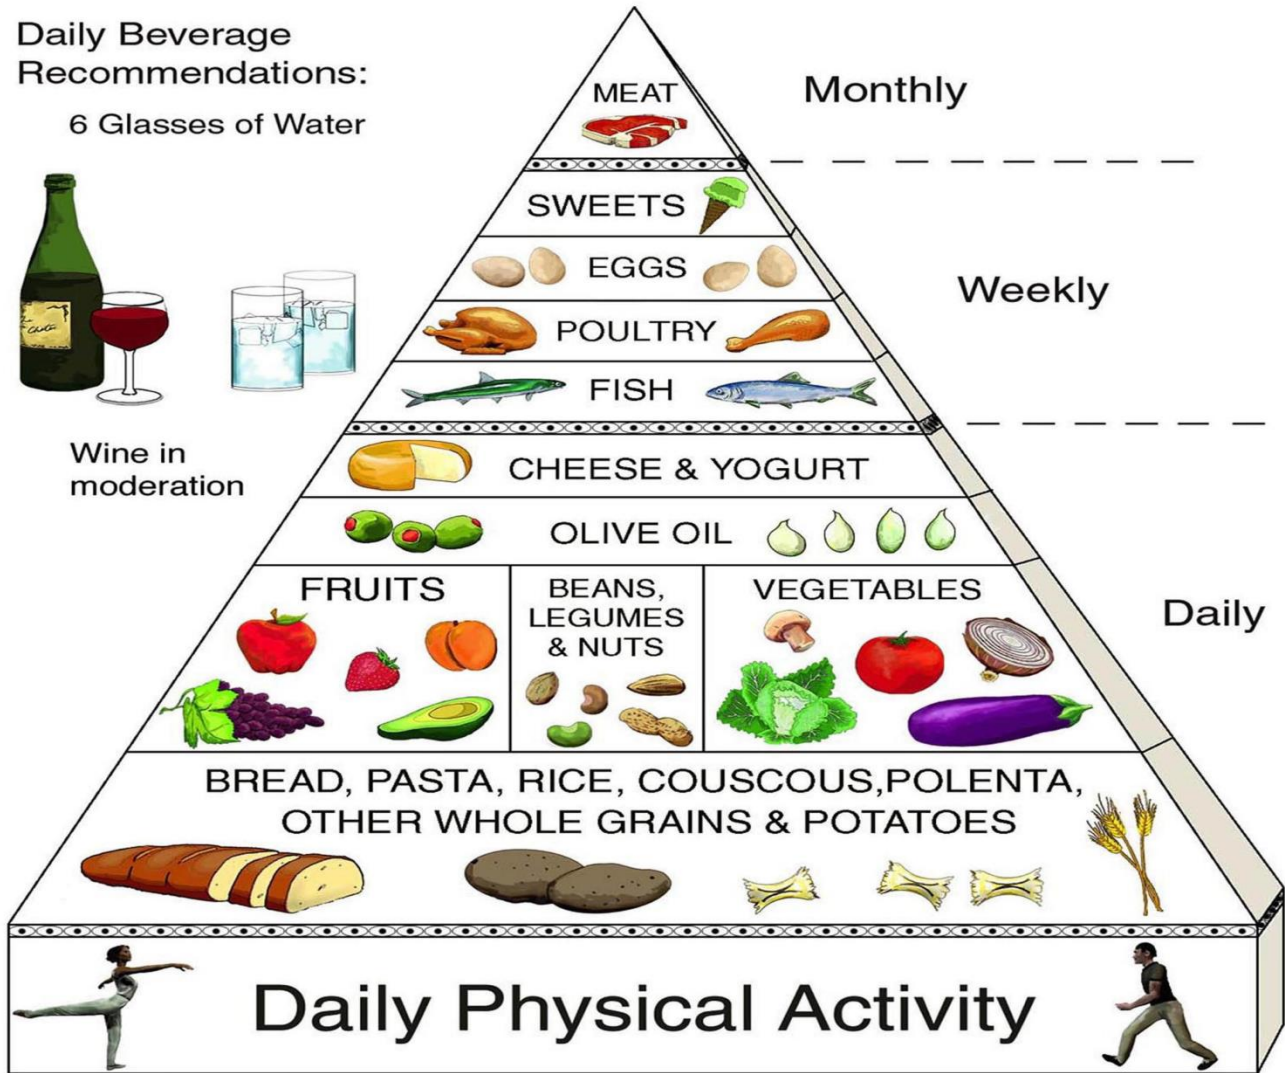 Daily Beverage
Recommendations:
6 Glasses of Water
Wine in
moderation
MEAT
Monthly
SWEETS
EGGS
Weekly
POULTRY
FISH
CHEESE & YOGURT
OLIVE OIL
FRUITS
BEANS,
LEGUMES
& NUTS
VEGETABLES
Daily
BREAD, PASTA, RICE, COUSCOUS,POLENTA,
OTHER WHOLE GRAINS & POTATOES
Daily Physical Activity